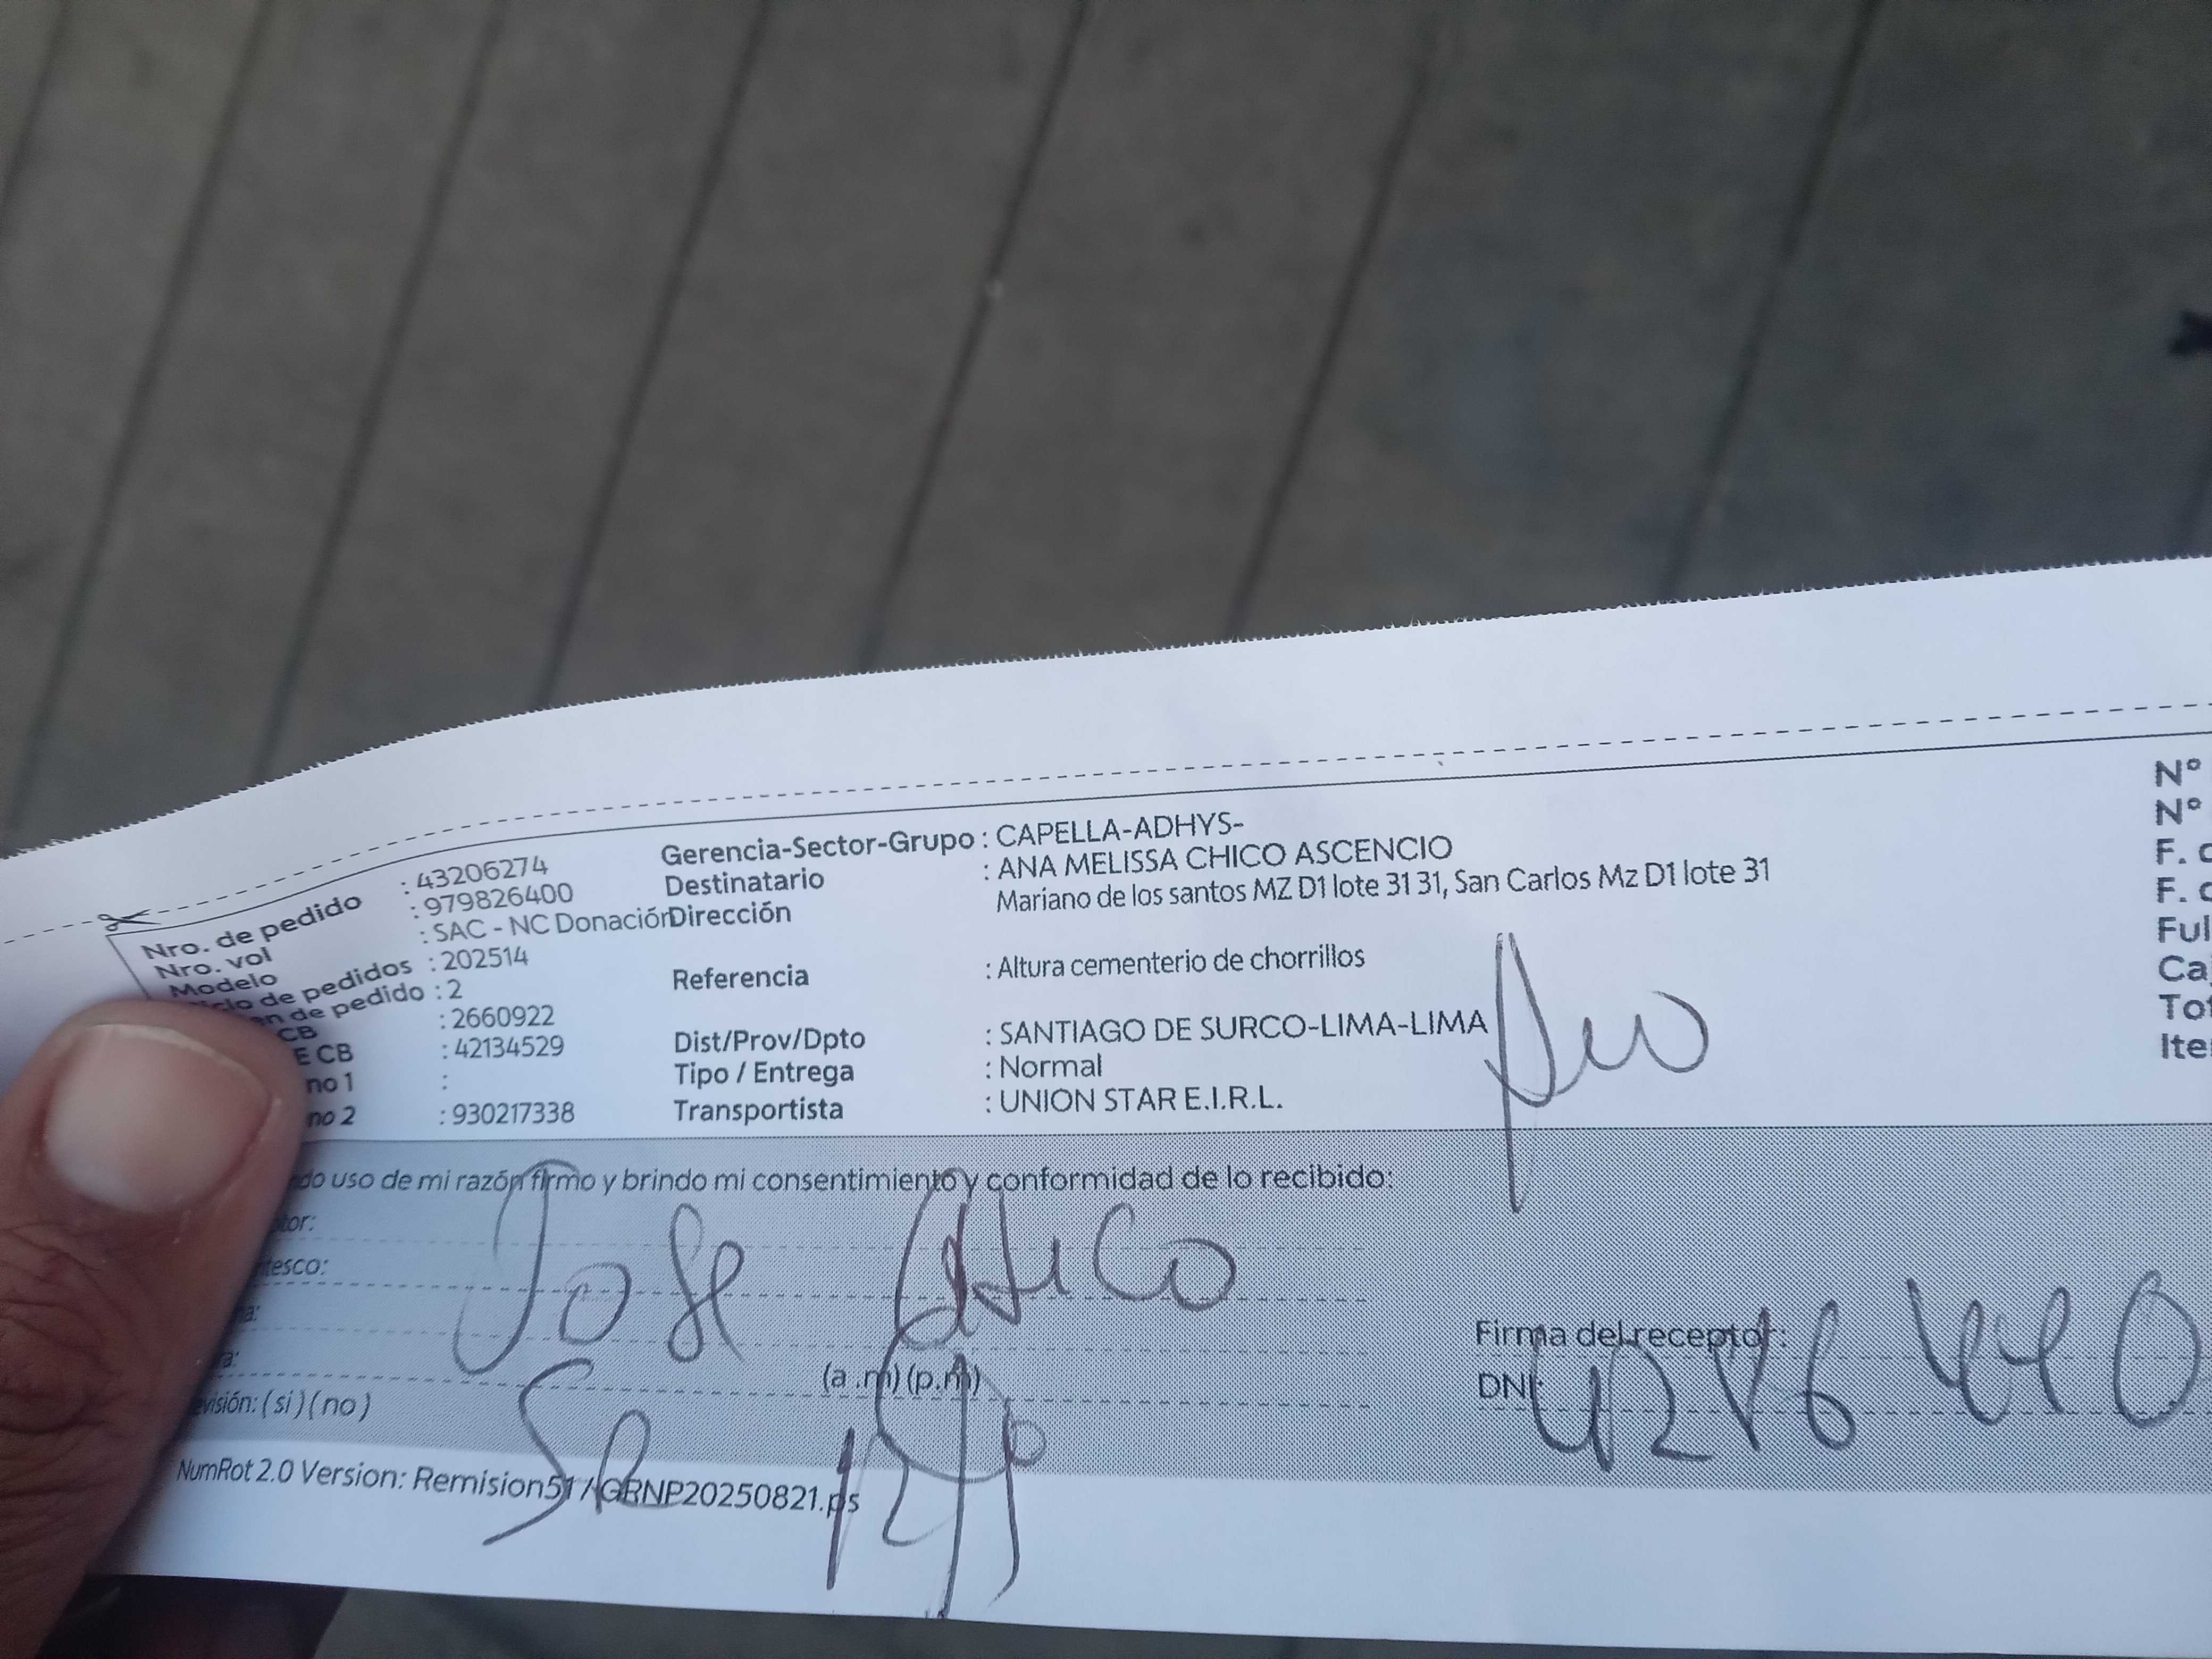 Nro. de pedido : 43206274
Nro. vol : 979826400
Modelo : SAC - NC Donación
de pedidos : 202514
de pedido : 2
CB : 2660922
E CB : 42134529
no 1 :
no 2 : 930217338
Gerencia-Sector-Grupo : CAPELLA-ADHYS-
Destinatario : ANA MELISSA CHICO ASCENCIO
Dirección Mariano de los santos MZ D1 lote 31 31, San Carlos Mz D1 lote 31
Referencia : Altura cementerio de chorrillos
Dist/Prov/Dpto : SANTIAGO DE SURCO-LIMA-LIMA
Tipo / Entrega : Normal
Transportista : UNION STAR E.I.R.L.
N°
N°
F.
F.
Ful
Ca
Tot
Ite
uso de mi razón firmo y brindo mi consentimiento y conformidad de lo recibido:
tor:
tesco:
Jose Chico
(a .m) (p.m)
visión: ( si ) ( no )
Firma del receptor:
DNI:
NumRot 2.0 Version: Remision51 / GRNP20250821.ps